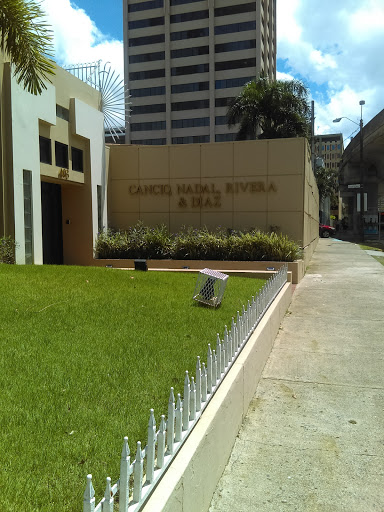 CANCIO, NADAL, RIVERA
& DIAZ